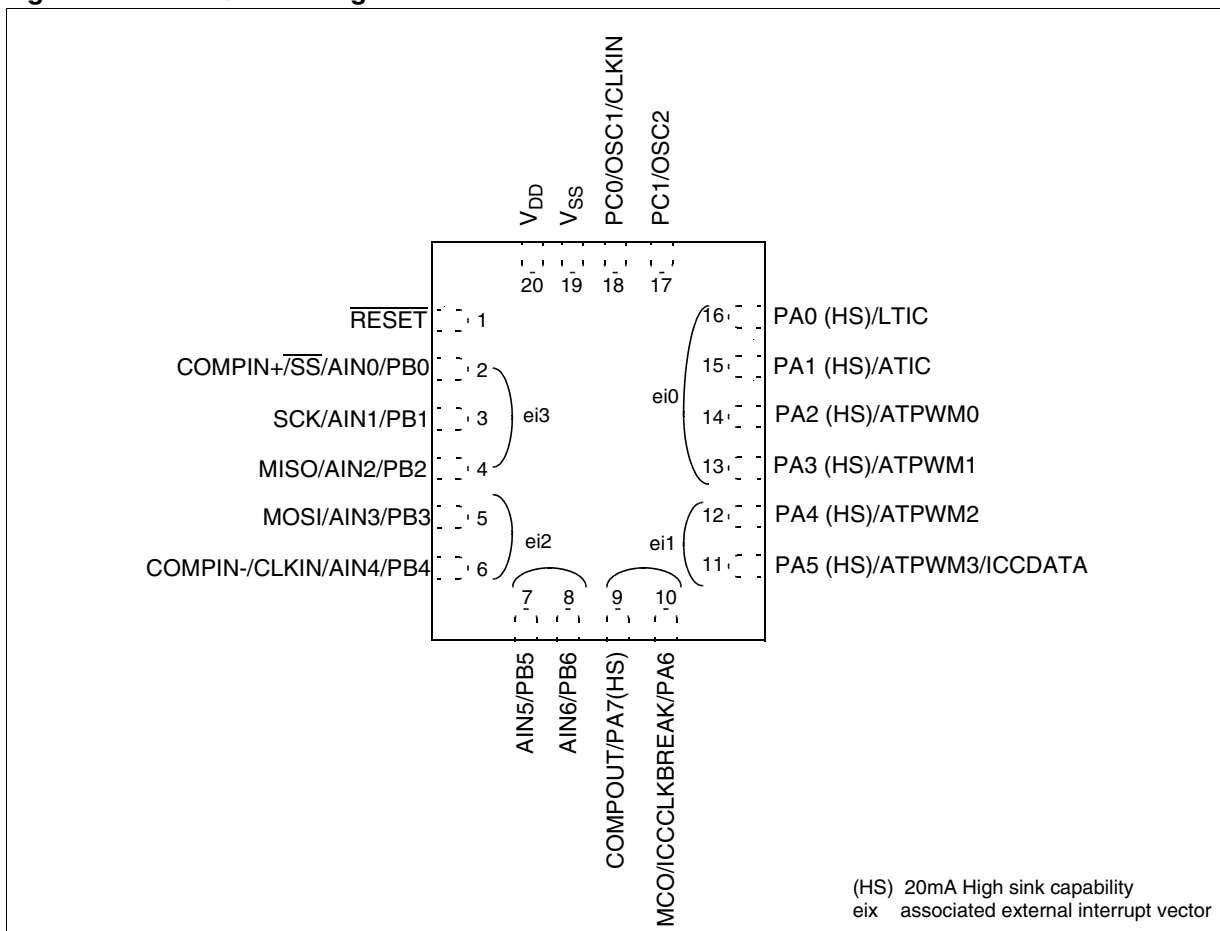 PC0/OSC1/CLKIN
PC1/OSC2
VDD
VSS
20
19
18
17
RESET
1
COMPIN+/SS/AIN0/PB0
2
SCK/AIN1/PB1
3
MISO/AIN2/PB2
4
MOSI/AIN3/PB3
5
COMPIN-/CLKIN/AIN4/PB4
6
ei3
ei2
ei0
ei1
16
PA0 (HS)/LTIC
15
PA1 (HS)/ATIC
14
PA2 (HS)/ATPWM0
13
PA3 (HS)/ATPWM1
12
PA4 (HS)/ATPWM2
11
PA5 (HS)/ATPWM3/ICCDATA
7
8
9
10
AIN5/PB5
AIN6/PB6
COMPOUT/PA7(HS)
MCO/ICCCLKBREAK/PA6
(HS) 20mA High sink capability
eix associated external interrupt vector